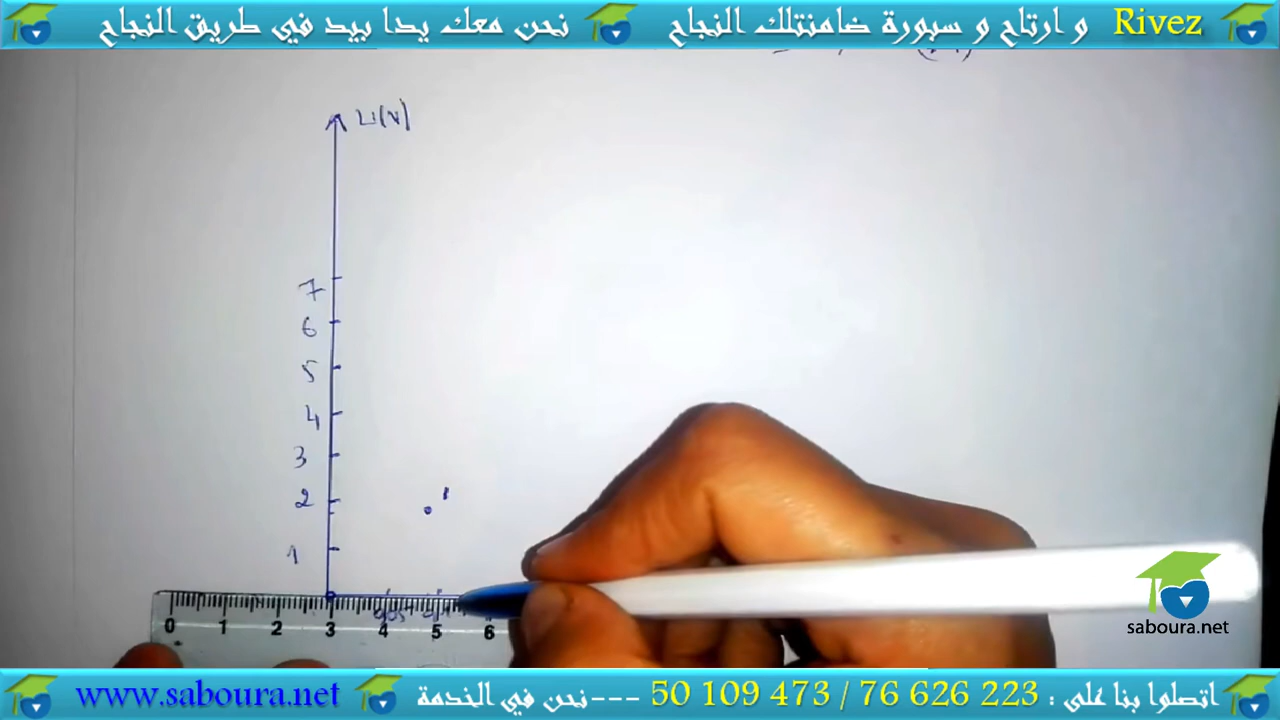 نحن معك يدا بيد في طريق النجاح و ارتاح و سبورة ضامنتلك النجاح Rivez
U(V)
7
6
5
4
3
2
1
0 1 2 3 4 5 6
saboura.net
www.saboura.net اتصلوا بنا على : 50 109 473 / 76 626 223 ---نحن في الخدمة